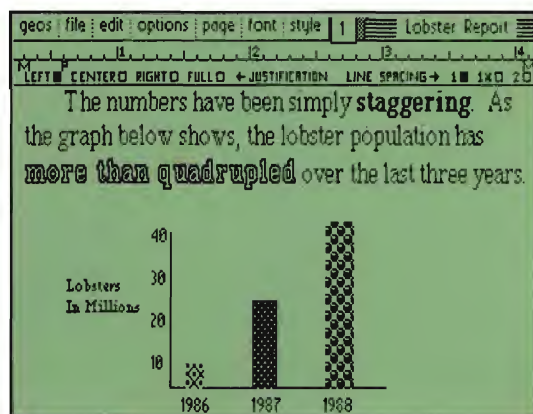 geos file edit options page font style 1 Lobster Report
1 2 3 4
LEFT CENTER RIGHT FULL ←JUSTIFICATION LINE SPACING→ 1 1½ 2
The numbers have been simply staggering. As
the graph below shows, the lobster population has
more than quadrupled over the last three years.
40
30
Lobsters
In Millions
20
10
1986 1987 1988